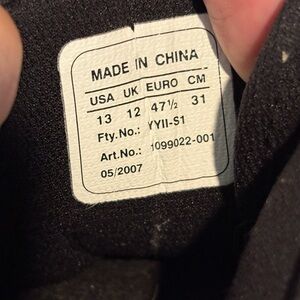 MADE IN CHINA
USA UK EURO CM
13 12 47½ 31
Fty.No.: YYII-S1
Art.No.: 1099022-001
05/2007